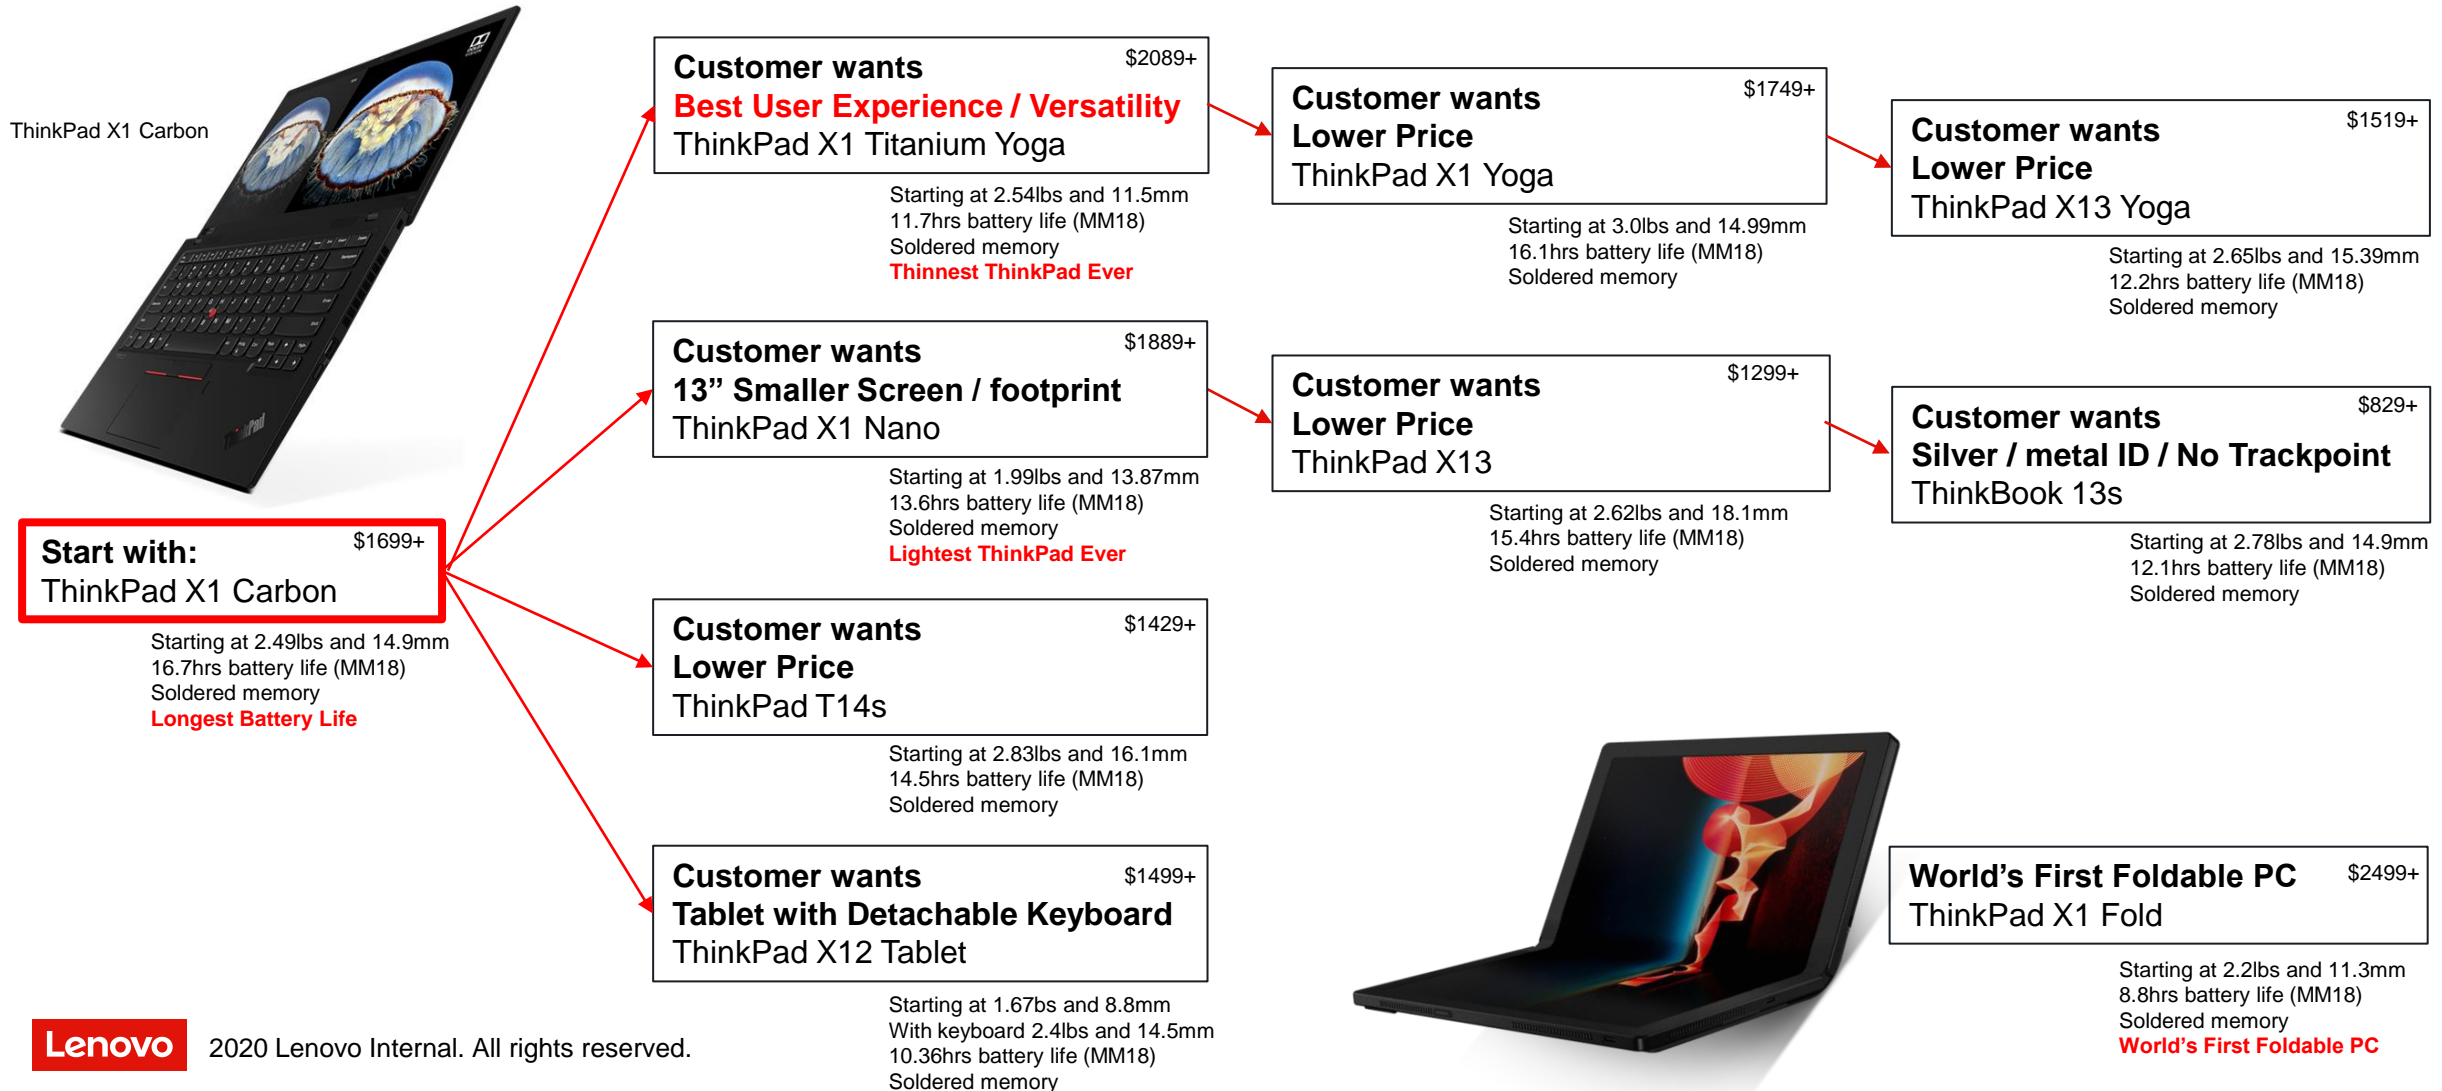 ThinkPad X1 Carbon
Start with:
$1699+
ThinkPad X1 Carbon
Starting at 2.49lbs and 14.9mm
16.7hrs battery life (MM18)
Soldered memory
Longest Battery Life
Customer wants
$2089+
Best User Experience / Versatility
ThinkPad X1 Titanium Yoga
Starting at 2.54lbs and 11.5mm
11.7hrs battery life (MM18)
Soldered memory
Thinnest ThinkPad Ever
Customer wants
$1749+
Lower Price
ThinkPad X1 Yoga
Starting at 3.0lbs and 14.99mm
16.1hrs battery life (MM18)
Soldered memory
Customer wants
$1519+
Lower Price
ThinkPad X13 Yoga
Starting at 2.65lbs and 15.39mm
12.2hrs battery life (MM18)
Soldered memory
Customer wants
$1889+
13” Smaller Screen / footprint
ThinkPad X1 Nano
Starting at 1.99lbs and 13.87mm
13.6hrs battery life (MM18)
Soldered memory
Lightest ThinkPad Ever
Customer wants
$1299+
Lower Price
ThinkPad X13
Starting at 2.62lbs and 18.1mm
15.4hrs battery life (MM18)
Soldered memory
Customer wants
$829+
Silver / metal ID / No Trackpoint
ThinkBook 13s
Starting at 2.78lbs and 14.9mm
12.1hrs battery life (MM18)
Soldered memory
Customer wants
$1429+
Lower Price
ThinkPad T14s
Starting at 2.83lbs and 16.1mm
14.5hrs battery life (MM18)
Soldered memory
Customer wants
$1499+
Tablet with Detachable Keyboard
ThinkPad X12 Tablet
Starting at 1.67bs and 8.8mm
With keyboard 2.4lbs and 14.5mm
10.36hrs battery life (MM18)
Soldered memory
World’s First Foldable PC
$2499+
ThinkPad X1 Fold
Starting at 2.2lbs and 11.3mm
8.8hrs battery life (MM18)
Soldered memory
World’s First Foldable PC
ThinkPad
Lenovo
2020 Lenovo Internal. All rights reserved.